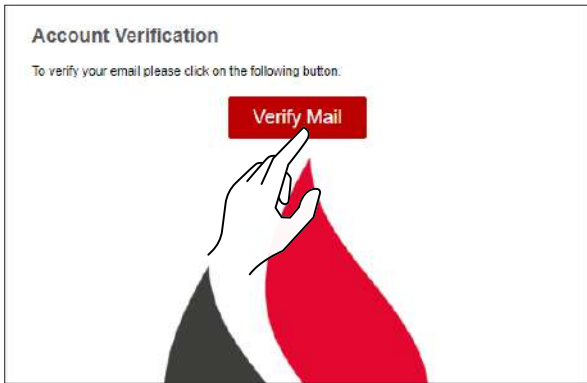 Account Verification
To verify your email please click on the following button.
Verify Mail